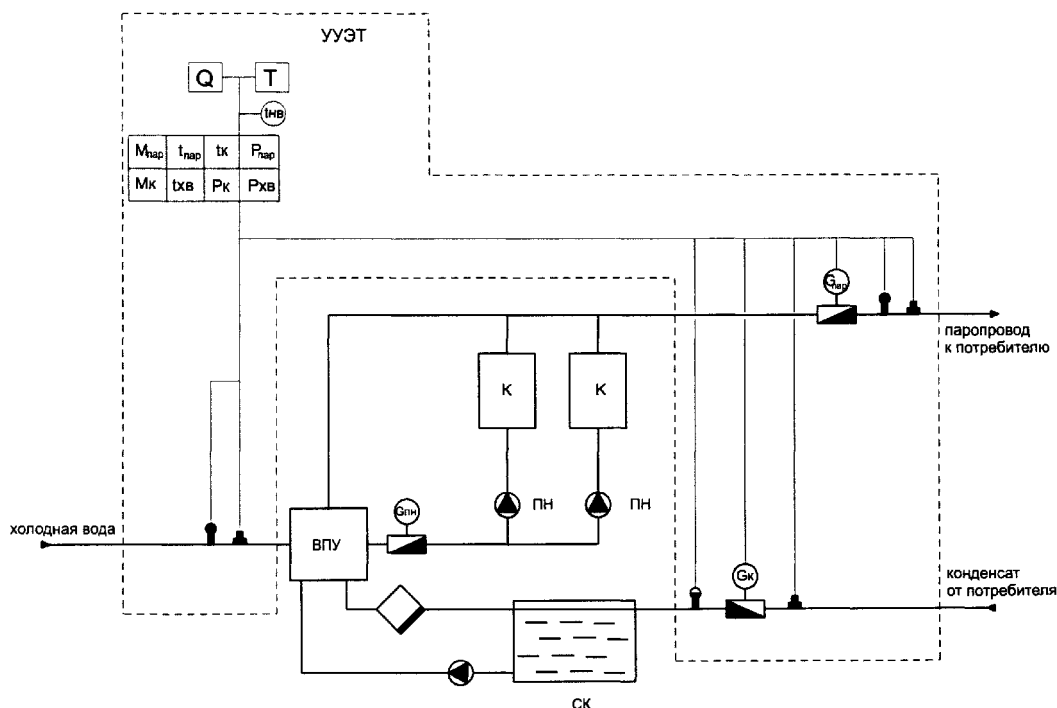 УУЭТ
Q T
tнв
Mпар tпар tк Pпар
Mк tхв Pк Pхв
Gпар
паропровод
к потребителю
К К
Gпн
ПН ПН
холодная вода
ВПУ
Gк
конденсат
от потребителя
СК